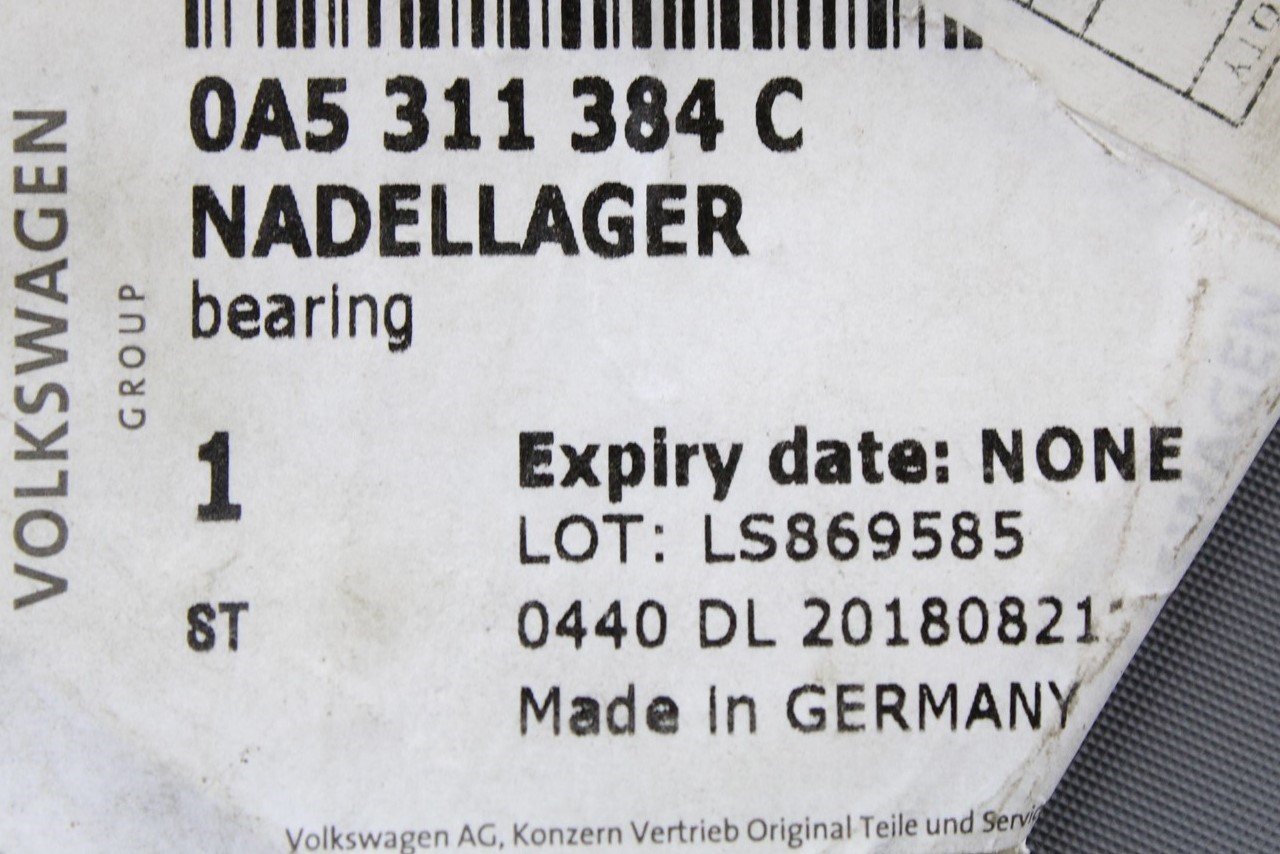 0A5 311 384 C
NADELLAGER
bearing
VOLKSWAGEN
GROUP
1
Expiry date: NONE
LOT: LS869585
ST
0440 DL 20180821
Made in GERMANY
Volkswagen AG, Konzern Vertrieb Original Teile und
WAGEN